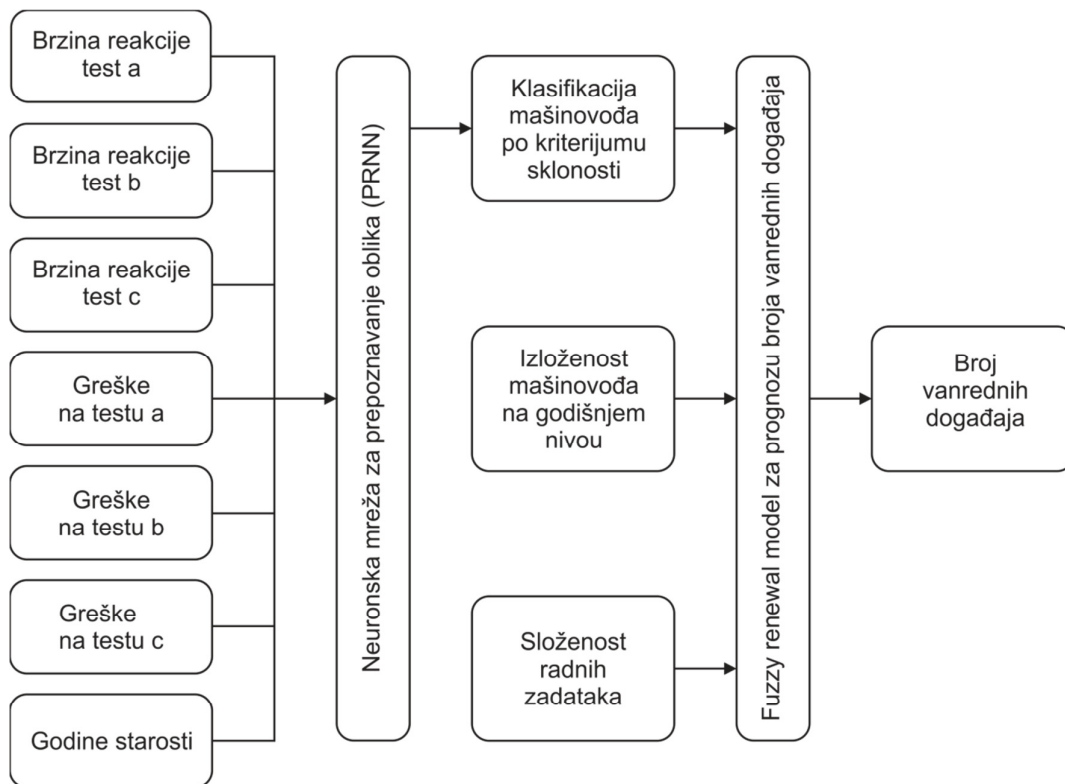 Brzina reakcije
test a
Brzina reakcije
test b
Brzina reakcije
test c
Greške
na testu a
Greške
na testu b
Greške
na testu c
Godine starosti
Neuronska mreža za prepoznavanje oblika (PRNN)
Klasifikacija
mašinovođa
po kriterijumu
sklonosti
Izloženost
mašinovođa
na godišnjem
nivou
Složenost
radnih
zadataka
Fuzzy renewal model za prognozu broja vanrednih događaja
Broj
vanrednih
događaja